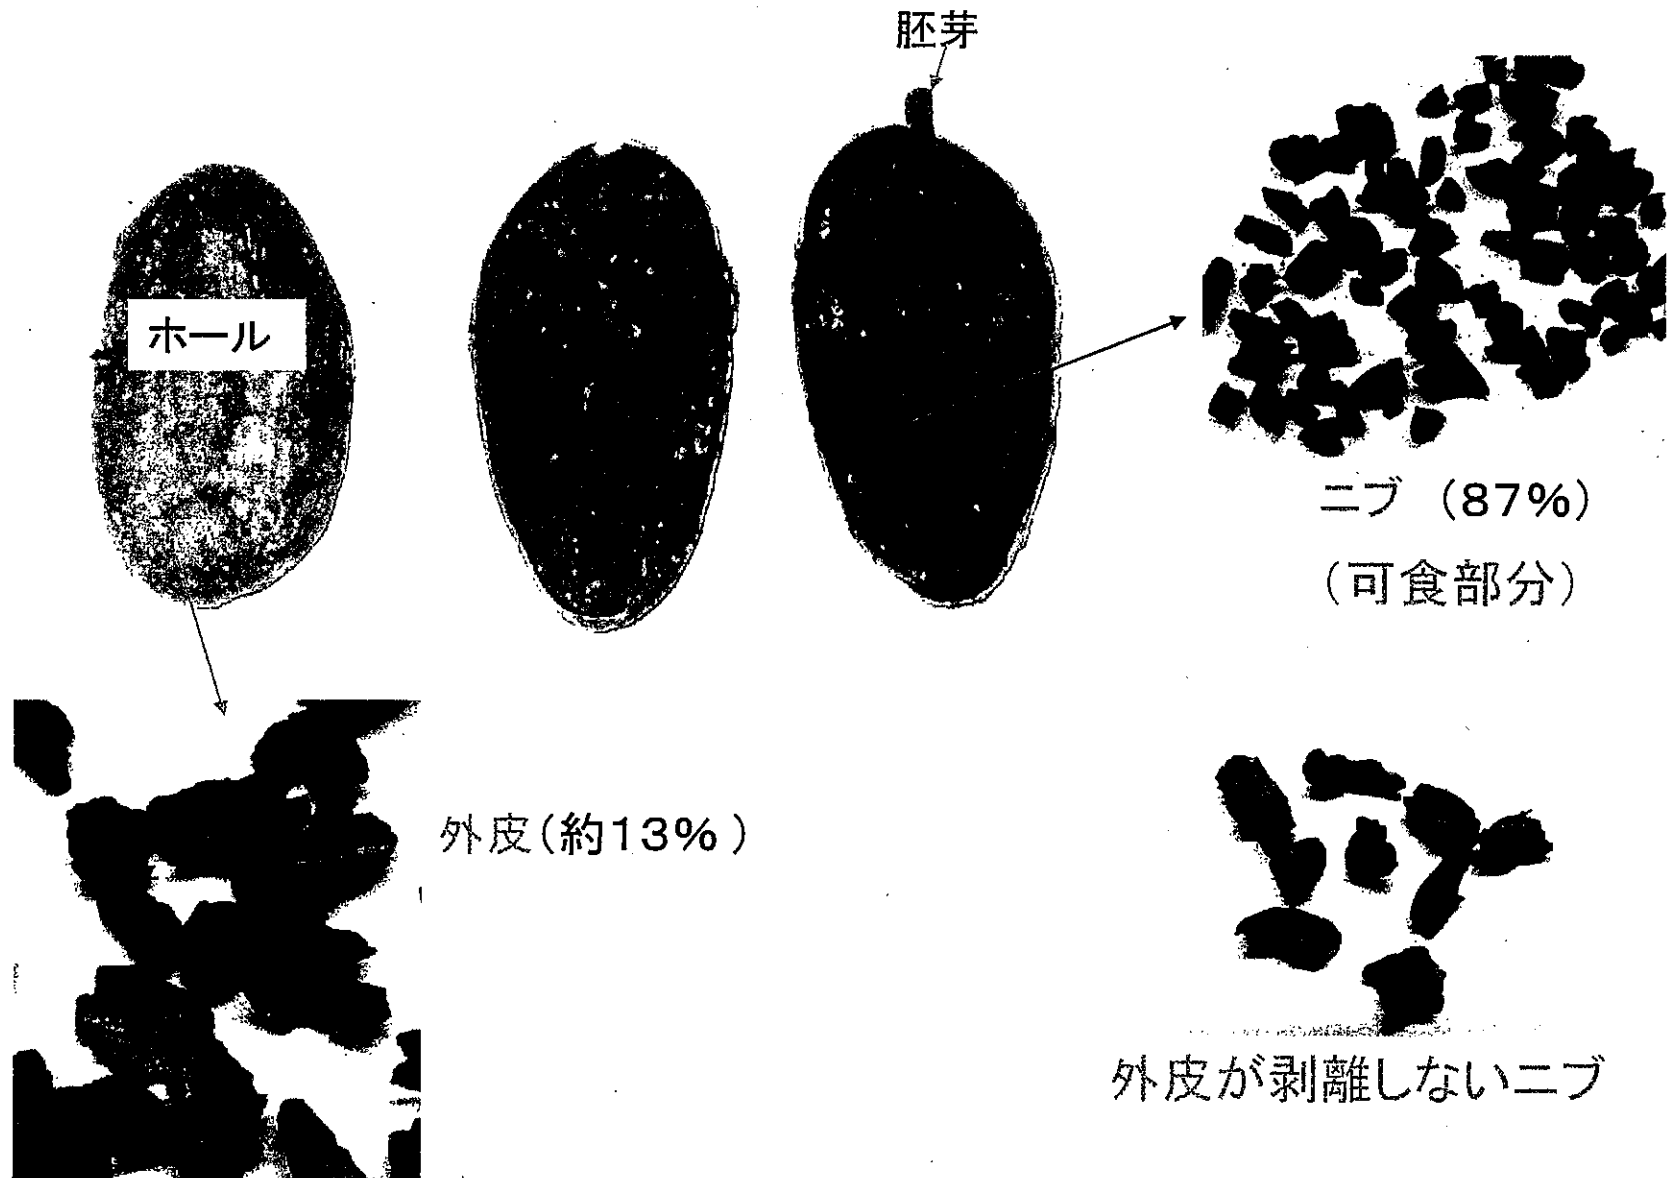 胚芽
ホール
ニブ （87%）
（可食部分）
外皮（約13%）
外皮が剥離しないニブ